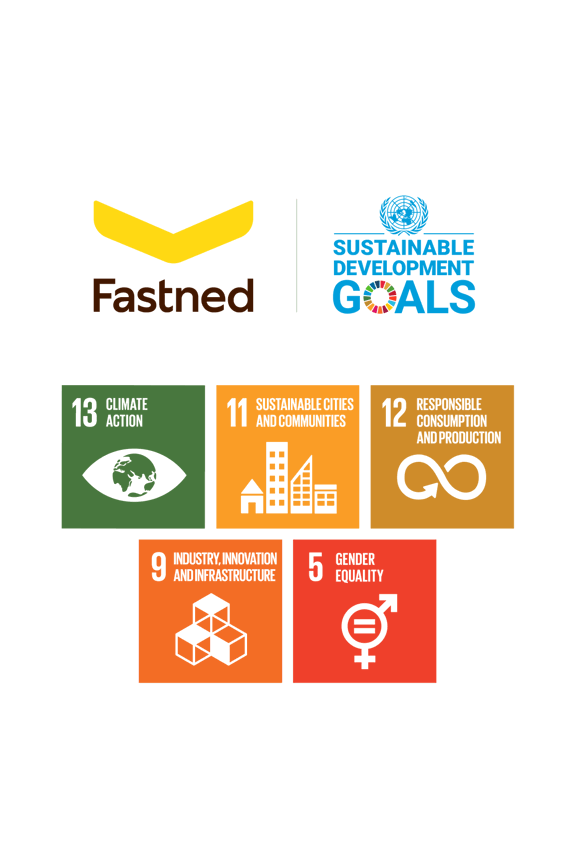 Fastned
SUSTAINABLE
DEVELOPMENT
GOALS
13 CLIMATE
ACTION
11 SUSTAINABLE CITIES
AND COMMUNITIES
12 RESPONSIBLE
CONSUMPTION
AND PRODUCTION
9 INDUSTRY, INNOVATION
AND INFRASTRUCTURE
5 GENDER
EQUALITY